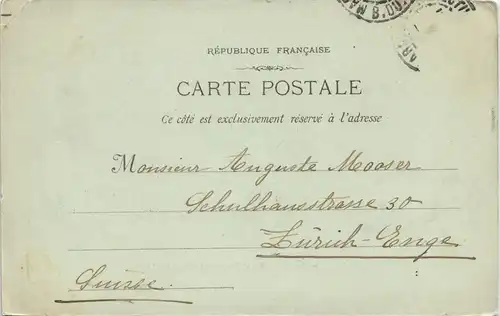 RÉPUBLIQUE FRANÇAISE
CARTE POSTALE
Ce côté est exclusivement réservé à l'adresse
Monsieur Auguste Mooser
Schulhausstrasse 30
Zürich-Enge
Suisse.